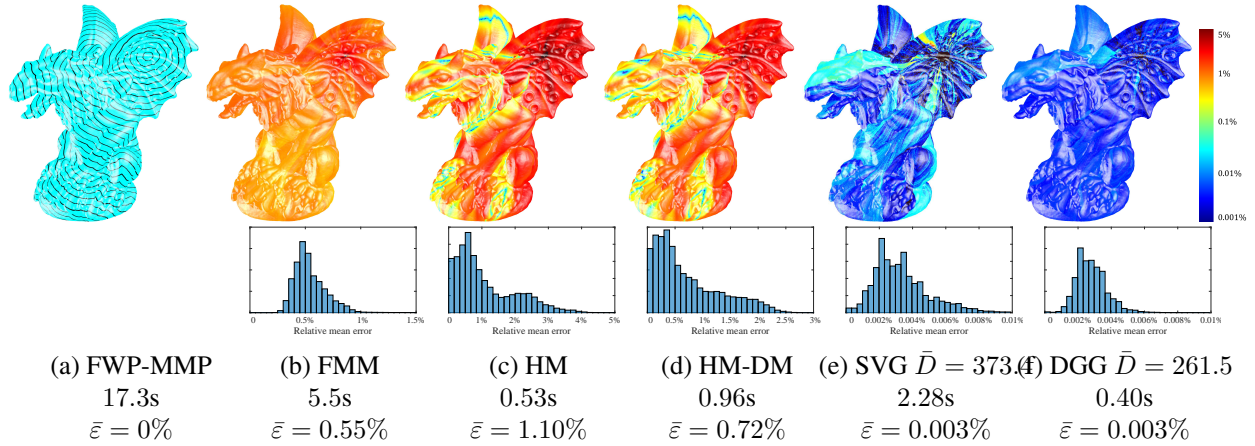 5%
1%
0.1%
0.01%
0.001%
0 0.5% 1% 1.5%
Relative mean error
0 1% 2% 3% 4% 5%
Relative mean error
0 0.5% 1% 1.5% 2% 2.5% 3%
Relative mean error
0 0.002% 0.004% 0.006% 0.008% 0.01%
Relative mean error
0 0.002% 0.004% 0.006% 0.008% 0.01%
Relative mean error
(a) FWP-MMP
17.3s
ε̄ = 0%
(b) FMM
5.5s
ε̄ = 0.55%
(c) HM
0.53s
ε̄ = 1.10%
(d) HM-DM
0.96s
ε̄ = 0.72%
(e) SVG D̄ = 373.4
2.28s
ε̄ = 0.003%
(f) DGG D̄ = 261.5
0.40s
ε̄ = 0.003%